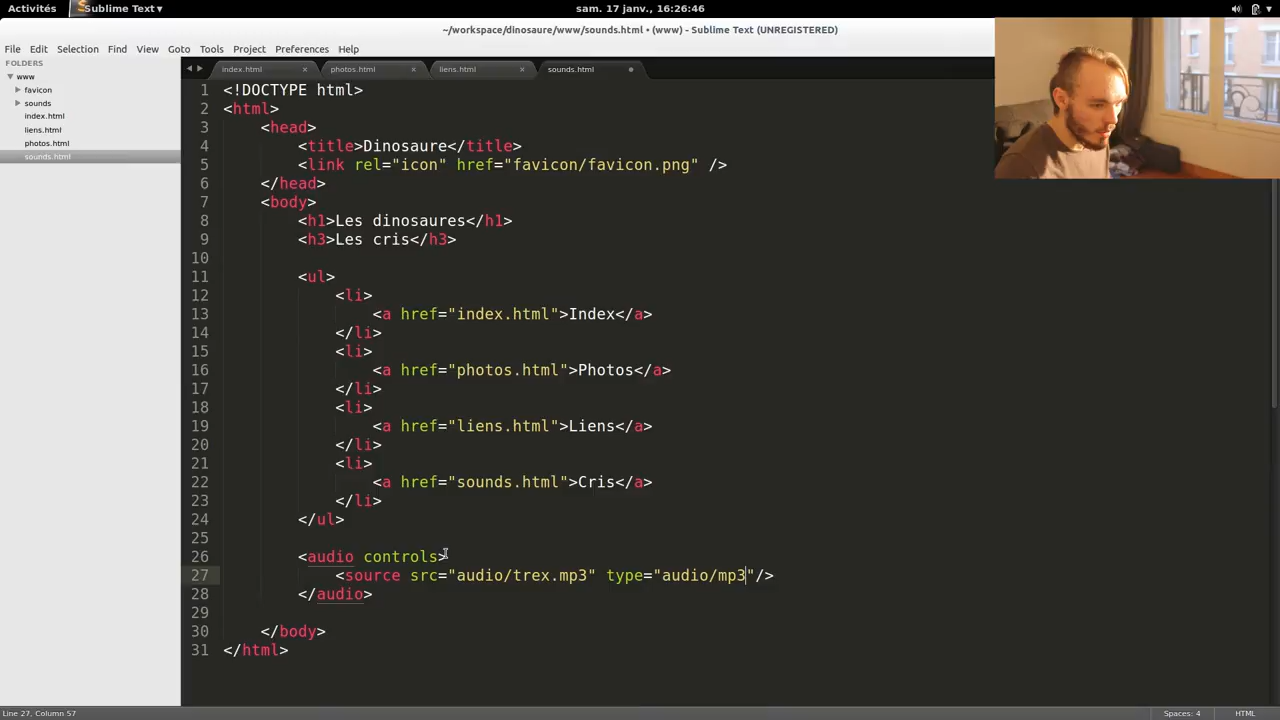 Activités
Sublime Text▾
sam. 17 janv., 16:26:46
~/workspace/dinosaure/www/sounds.html • (www) - Sublime Text (UNREGISTERED)
File Edit Selection Find View Goto Tools Project Preferences Help
FOLDERS
www
favicon
sounds
index.html
liens.html
photos.html
sounds.html
index.html × photos.html × liens.html × sounds.html •
1 <!DOCTYPE html>
2 <html>
3 <head>
4 <title>Dinosaure</title>
5 <link rel="icon" href="favicon/favicon.png" />
6 </head>
7 <body>
8 <h1>Les dinosaures</h1>
9 <h3>Les cris</h3>
10
11 <ul>
12 <li>
13 <a href="index.html">Index</a>
14 </li>
15 <li>
16 <a href="photos.html">Photos</a>
17 </li>
18 <li>
19 <a href="liens.html">Liens</a>
20 </li>
21 <li>
22 <a href="sounds.html">Cris</a>
23 </li>
24 </ul>
25
26 <audio controls>
27 <source src="audio/trex.mp3" type="audio/mp3"/>
28 </audio>
29
30 </body>
31 </html>
Line 27, Column 57
Spaces: 4
HTML